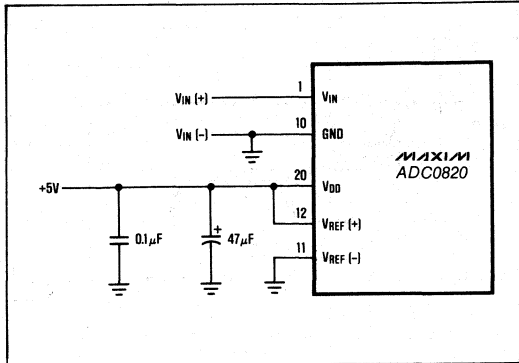 1
VIN (+)
VIN
10
VIN (-)
GND
MAXIM
ADC0820
20
+5V
VDD
12
VREF (+)
0.1μF
+
47μF
11
VREF (-)